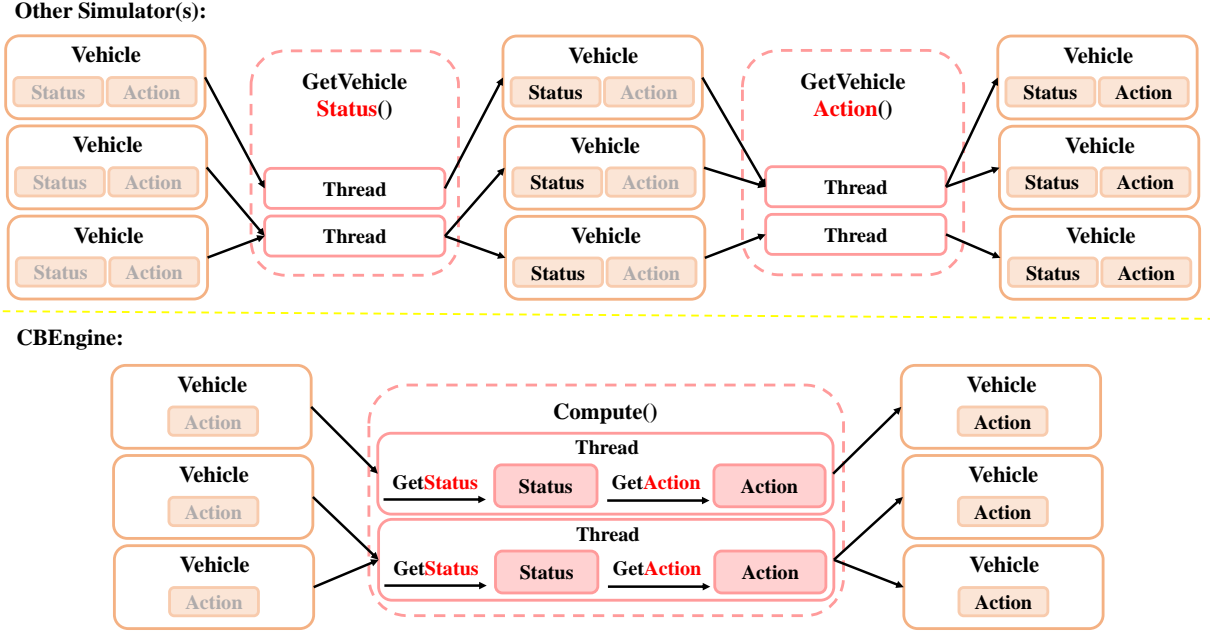 Other Simulator(s):
Vehicle
Status Action
Vehicle
Status Action
Vehicle
Status Action
GetVehicle
Status()
Thread
Thread
Vehicle
Status Action
Vehicle
Status Action
Vehicle
Status Action
GetVehicle
Action()
Thread
Thread
Vehicle
Status Action
Vehicle
Status Action
Vehicle
Status Action
CBEngine:
Vehicle
Action
Vehicle
Action
Vehicle
Action
Compute()
Thread
GetStatus Status GetAction Action
Thread
GetStatus Status GetAction Action
Vehicle
Action
Vehicle
Action
Vehicle
Action